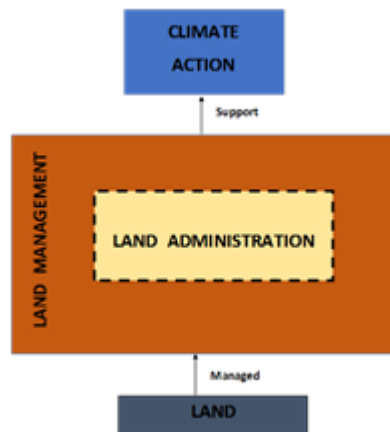 CLIMATE
ACTION
Support
LAND MANAGEMENT
LAND ADMINISTRATION
Managed
LAND